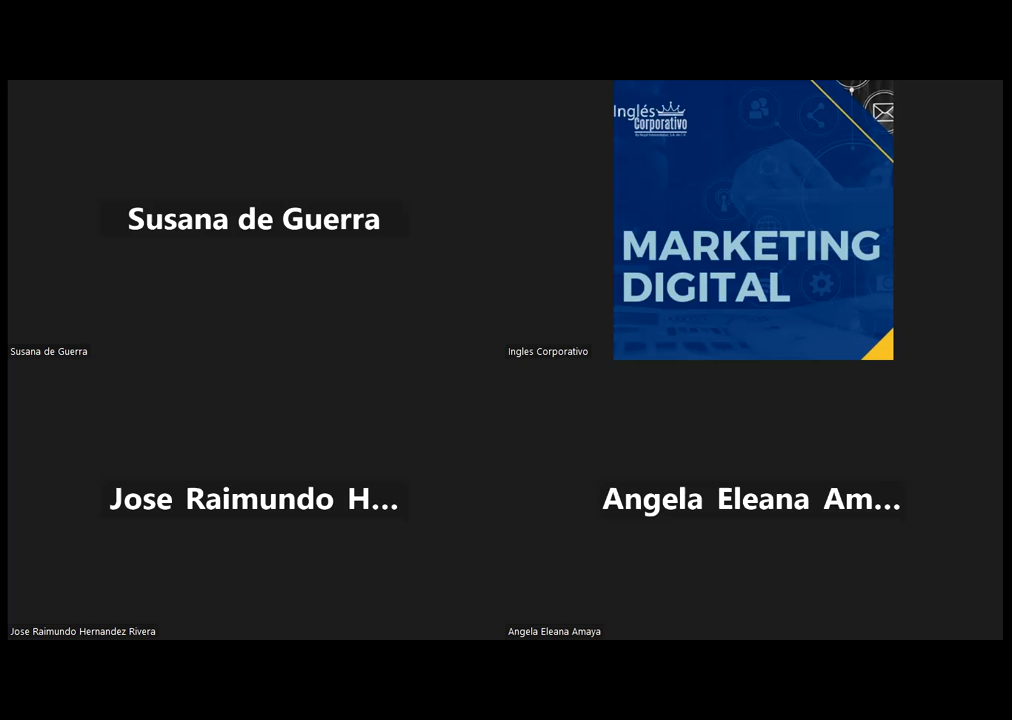 Susana de Guerra
Susana de Guerra
Inglés
Corporativo
MARKETING
DIGITAL
Ingles Corporativo
Jose Raimundo H...
Jose Raimundo Hernandez Rivera
Angela Eleana Am...
Angela Eleana Amaya